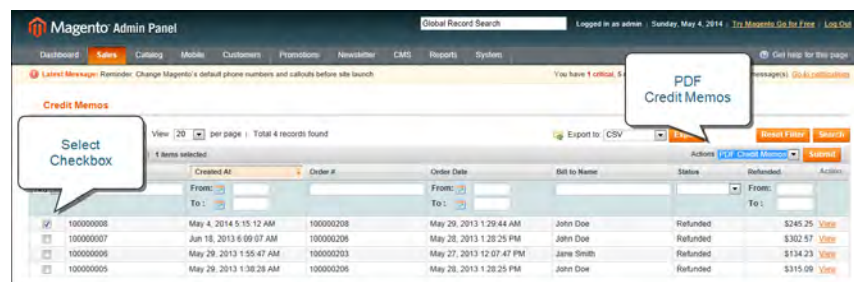 Magento Admin Panel
Global Record Search
Logged in as admin | Sunday, May 4, 2014 | Try Magento Go for Free | Log Out
Dashboard Sales Catalog Mobile Customers Promotions Newsletter CMS Reports System Get help for this page
Latest Message: Reminder: Change Magento's default phone numbers and callouts before site launch You have 1 critical, 5
message(s). Go to notifications
PDF
Credit Memos
Credit Memos
Select
Checkbox
View 20 per page | Total 4 records found Export to: CSV Reset Filter Search
1 items selected Actions PDF Credit Memos Submit
Created At Order # Order Date Bill to Name Status Refunded Action
From: From: From:
To : To : To :
100000008 May 4, 2014 5:15:12 AM 100000208 May 29, 2013 1:29:44 AM John Doe Refunded $245.25 View
100000007 Jun 18, 2013 6:09:07 AM 100000206 May 28, 2013 1:28:25 PM John Doe Refunded $302.57 View
100000006 May 29, 2013 1:55:47 AM 100000203 May 27, 2013 12:07:47 PM Jane Smith Refunded $134.23 View
100000005 May 29, 2013 1:38:28 AM 100000206 May 28, 2013 1:28:25 PM John Doe Refunded $315.09 View